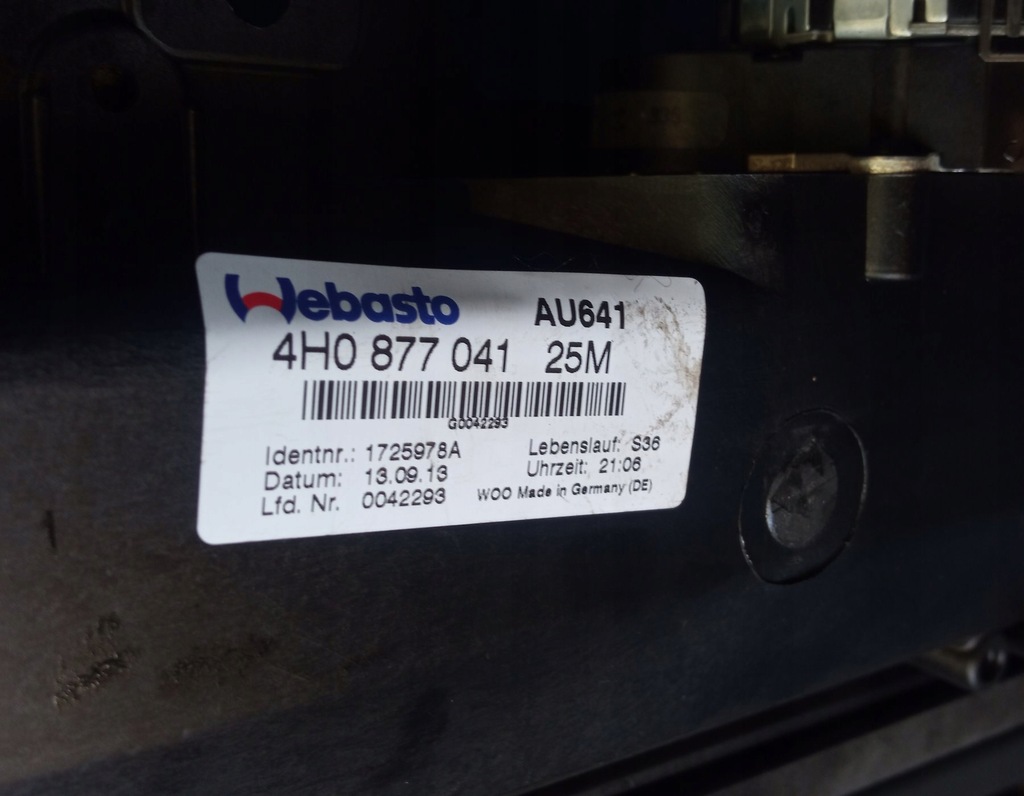 Webasto AU641
4H0 877 041 25M
G0042293
Identnr.: 1725978A Lebenslauf: S36
Datum: 13.09.13 Uhrzeit: 21:06
Lfd. Nr. 0042293 WOO Made in Germany (DE)